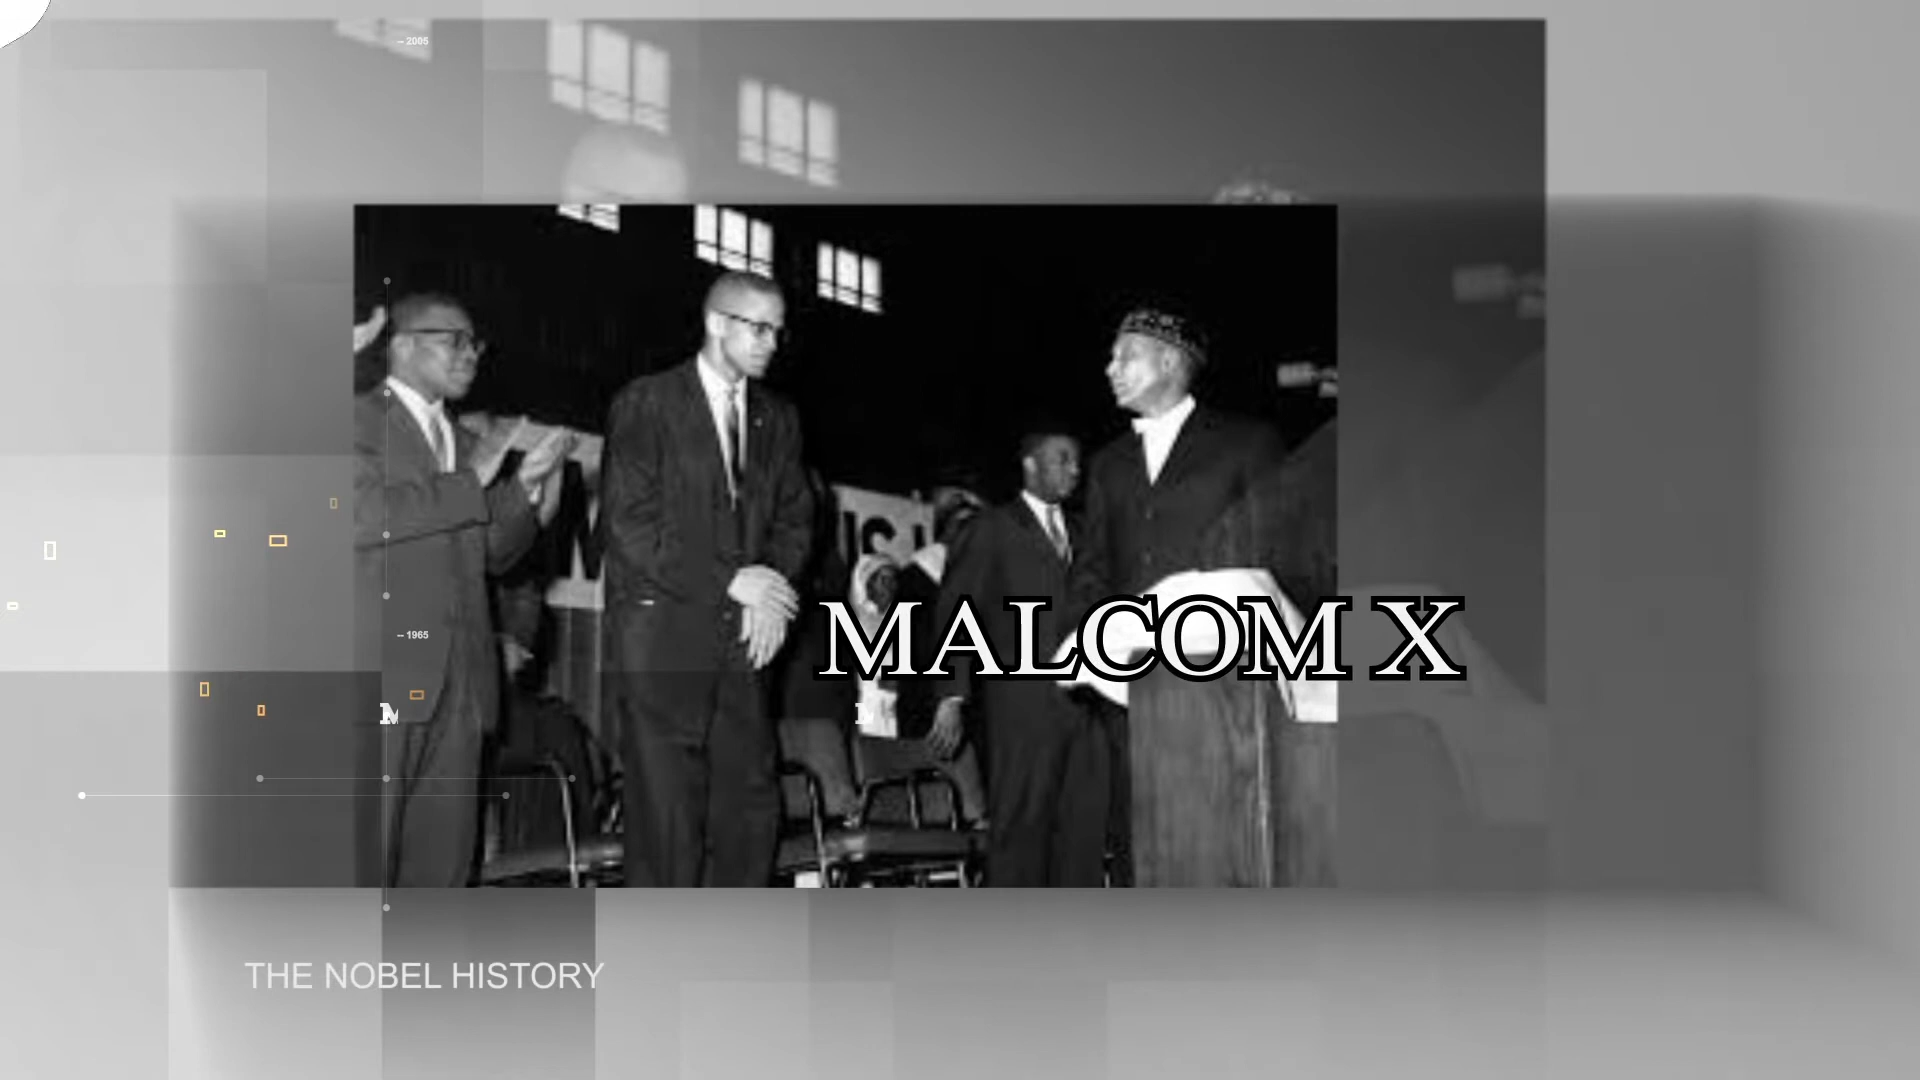 – 2005
– 1965
MALCOM X
M
M
THE NOBEL HISTORY